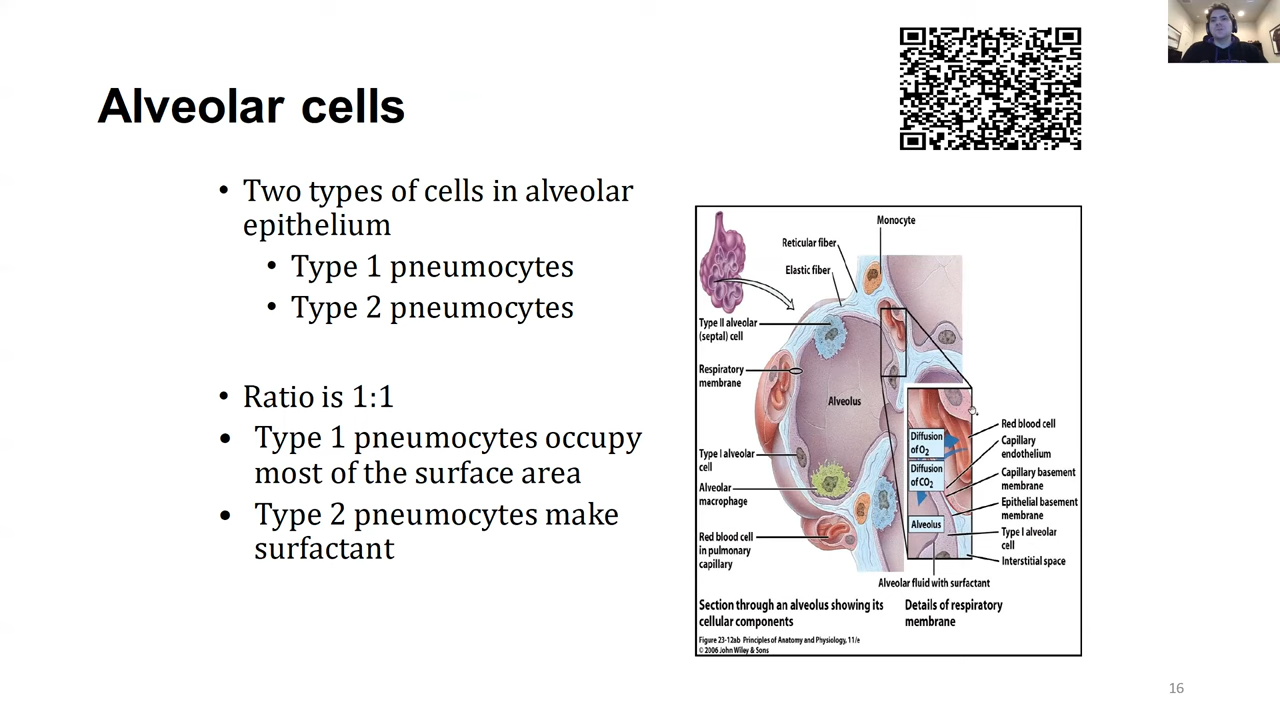 Alveolar cells
• Two types of cells in alveolar
epithelium
• Type 1 pneumocytes
• Type 2 pneumocytes
• Ratio is 1:1
• Type 1 pneumocytes occupy
most of the surface area
• Type 2 pneumocytes make
surfactant
Monocyte
Reticular fiber
Elastic fiber
Type II alveolar
(septal) cell
Respiratory
membrane
Alveolus
Type I alveolar
cell
Alveolar
macrophage
Red blood cell
in pulmonary
capillary
Diffusion
of O2
Diffusion
of CO2
Alveolus
Red blood cell
Capillary
endothelium
Capillary basement
membrane
Epithelial basement
membrane
Type I alveolar
cell
Interstitial space
Alveolar fluid with surfactant
Section through an alveolus showing its
cellular components
Details of respiratory
membrane
Figure 23-12ab Principles of Anatomy and Physiology, 11/e
© 2006 John Wiley & Sons
16